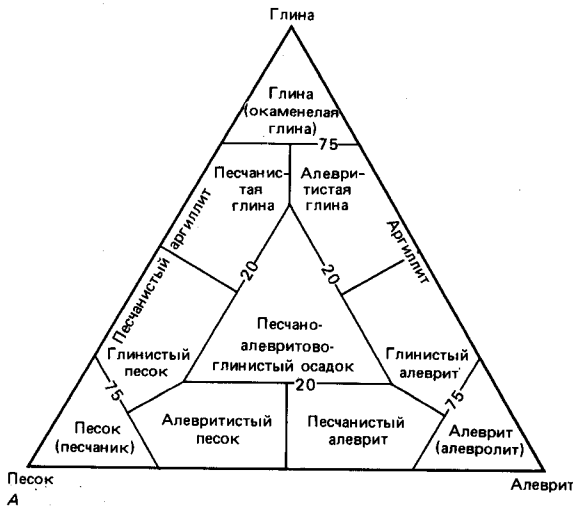 Глина
Глина
(окаменелая
глина)
75
Песчанис-
тая
глина
Алеври-
тистая
глина
Песчанистый аргиллит
Аргиллит
20
20
Песчано-
алевритово-
глинистый осадок
Глинистый
песок
Глинистый
алеврит
75
20
75
Алевритистый
песок
Песчанистый
алеврит
Песок
(песчаник)
Алеврит
(алевролит)
Песок
Алеврит
А